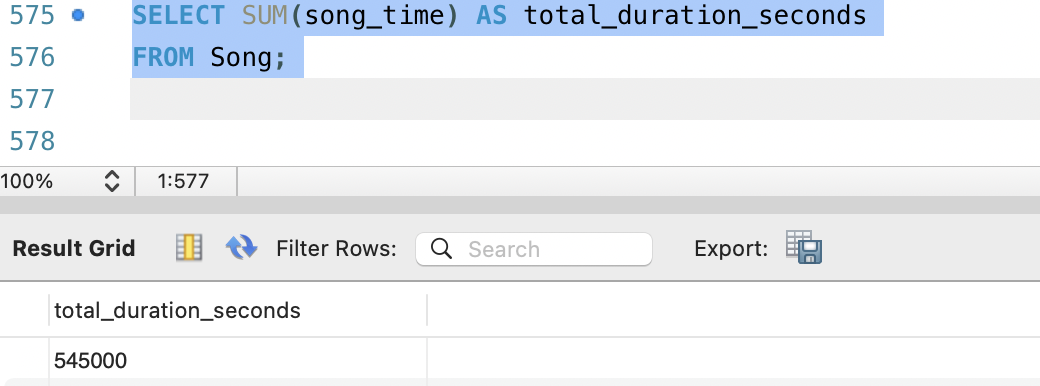 575 SELECT SUM(song_time) AS total_duration_seconds
576 FROM Song;
577
578
100% 1:577
Result Grid Filter Rows: Search Export:
total_duration_seconds
545000